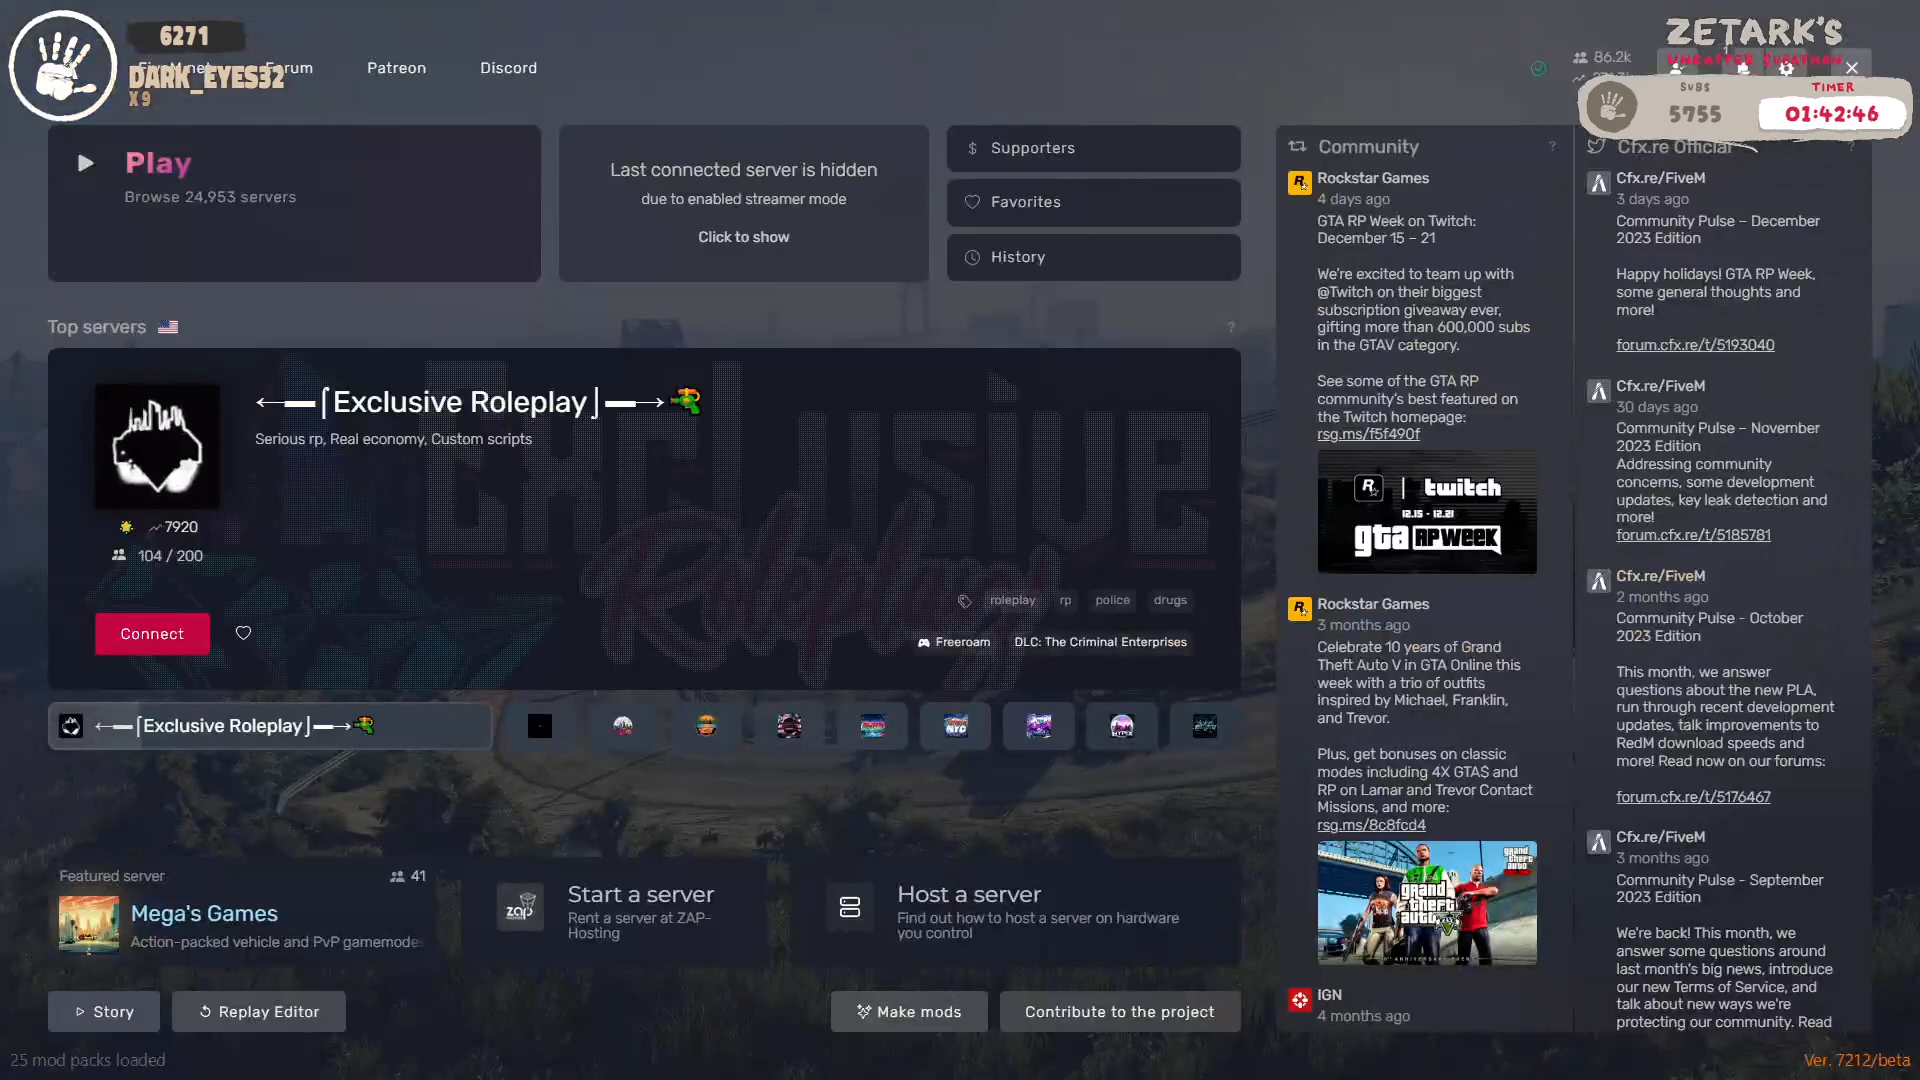 6271
DARK_EYES32
X 9
Forum
Patreon
Discord
86.2k
ZETARK'S
UNCAPPED SUBATHON
SUBS
5755
TIMER
01:42:46
Play
Browse 24,953 servers
Last connected server is hidden
due to enabled streamer mode
Click to show
Supporters
Favorites
History
Top servers
?
←—⌈Exclusive Roleplay⌋—→
Serious rp, Real economy, Custom scripts
Exclusive
Roleplay
7920
104 / 200
roleplay
rp
police
drugs
Connect
Freeroam
DLC: The Criminal Enterprises
←—⌈Exclusive Roleplay⌋—→
Featured server
41
Mega's Games
Action-packed vehicle and PvP gamemodes
ZAP
Start a server
Rent a server at ZAP-
Hosting
Host a server
Find out how to host a server on hardware
you control
Story
Replay Editor
Make mods
Contribute to the project
25 mod packs loaded
Community
?
Rockstar Games
4 days ago
GTA RP Week on Twitch:
December 15 – 21
We're excited to team up with
@Twitch on their biggest
subscription giveaway ever,
gifting more than 600,000 subs
in the GTAV category.
See some of the GTA RP
community's best featured on
the Twitch homepage:
rsg.ms/f5f490f
R | twitch
12.15 - 12.21
gta RP WEEK
Rockstar Games
3 months ago
Celebrate 10 years of Grand
Theft Auto V in GTA Online this
week with a trio of outfits
inspired by Michael, Franklin,
and Trevor.
Plus, get bonuses on classic
modes including 4X GTA$ and
RP on Lamar and Trevor Contact
Missions, and more:
rsg.ms/8c8fcd4
grand
theft
auto V
IGN
4 months ago
Cfx.re Official
?
Cfx.re/FiveM
3 days ago
Community Pulse – December
2023 Edition
Happy holidays! GTA RP Week,
some general thoughts and
more!
forum.cfx.re/t/5193040
Cfx.re/FiveM
30 days ago
Community Pulse – November
2023 Edition
Addressing community
concerns, some development
updates, key leak detection and
more!
forum.cfx.re/t/5185781
Cfx.re/FiveM
2 months ago
Community Pulse - October
2023 Edition
This month, we answer
questions about the new PLA,
run through recent development
updates, talk improvements to
RedM download speeds and
more! Read now on our forums:
forum.cfx.re/t/5176467
Cfx.re/FiveM
3 months ago
Community Pulse - September
2023 Edition
We're back! This month, we
answer some questions around
last month's big news, introduce
our new Terms of Service, and
talk about new ways we're
protecting our community. Read
Ver. 7212/beta